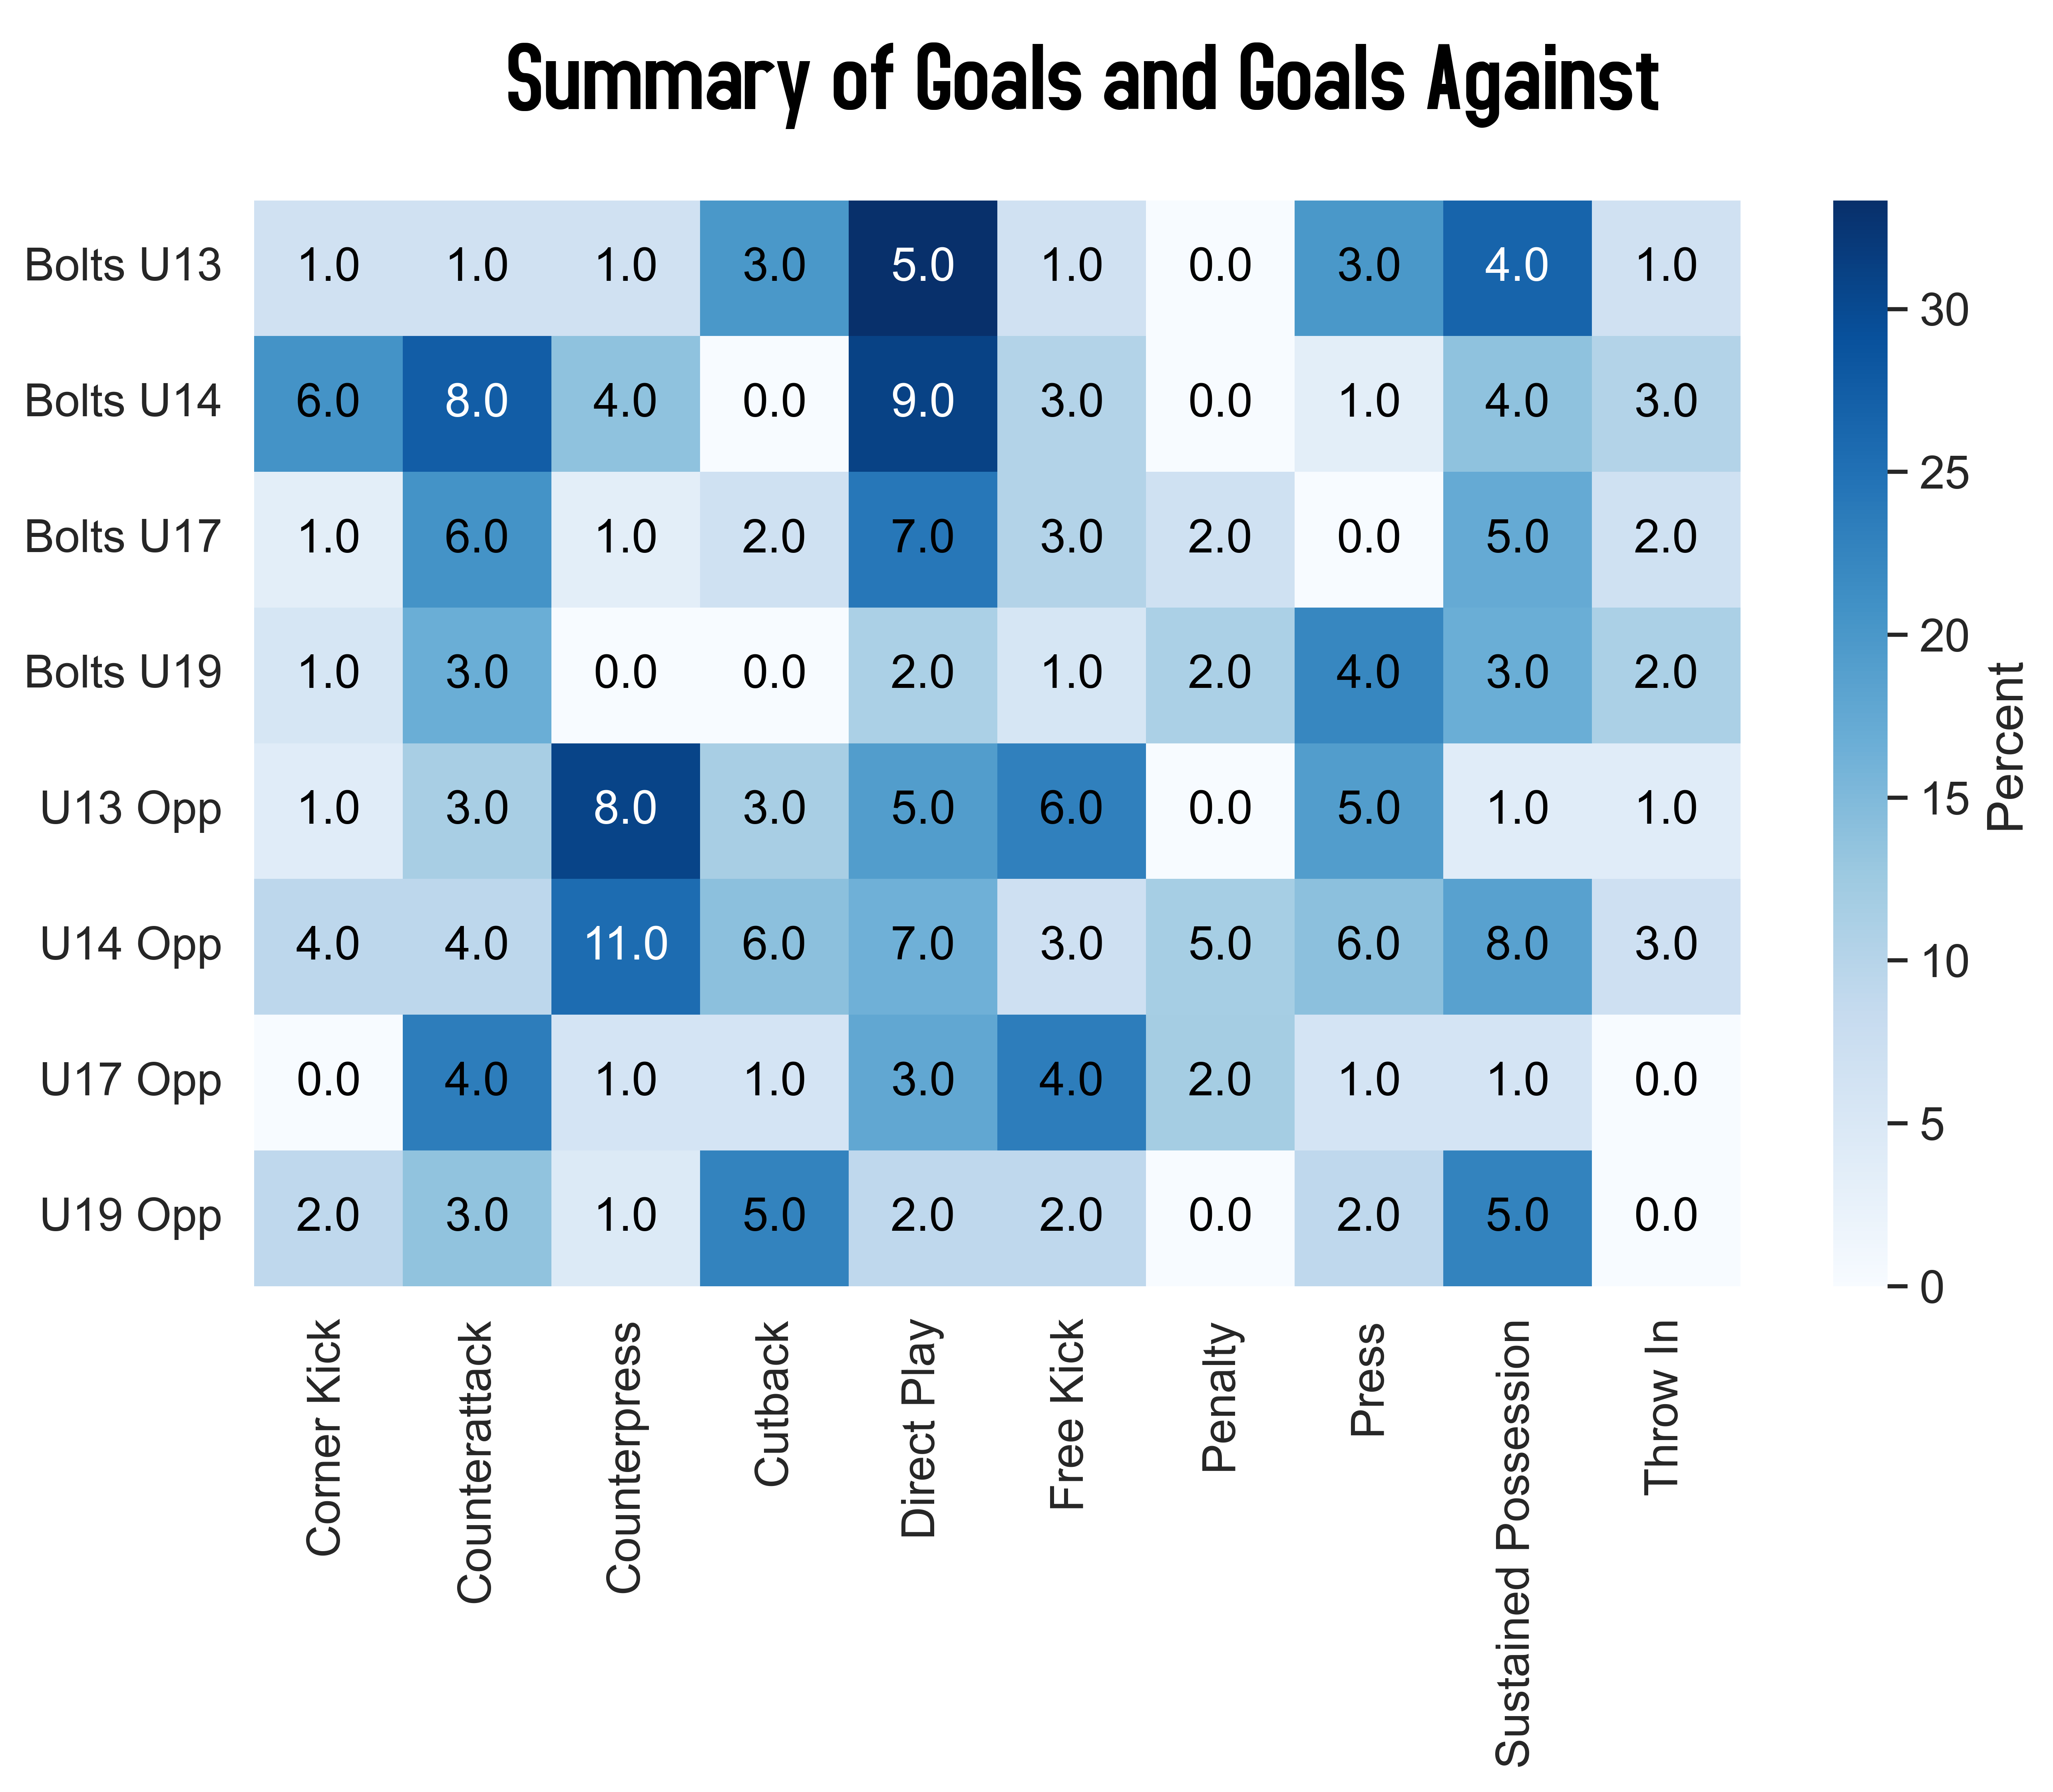 Summary of Goals and Goals Against
Bolts U13 1.0 1.0 1.0 3.0 5.0 1.0 0.0 3.0 4.0 1.0
Bolts U14 6.0 8.0 4.0 0.0 9.0 3.0 0.0 1.0 4.0 3.0
Bolts U17 1.0 6.0 1.0 2.0 7.0 3.0 2.0 0.0 5.0 2.0
Bolts U19 1.0 3.0 0.0 0.0 2.0 1.0 2.0 4.0 3.0 2.0
U13 Opp 1.0 3.0 8.0 3.0 5.0 6.0 0.0 5.0 1.0 1.0
U14 Opp 4.0 4.0 11.0 6.0 7.0 3.0 5.0 6.0 8.0 3.0
U17 Opp 0.0 4.0 1.0 1.0 3.0 4.0 2.0 1.0 1.0 0.0
U19 Opp 2.0 3.0 1.0 5.0 2.0 2.0 0.0 2.0 5.0 0.0
Corner Kick
Counterattack
Counterpress
Cutback
Direct Play
Free Kick
Penalty
Press
Sustained Possession
Throw In
30
25
20
15
10
5
0
Percent